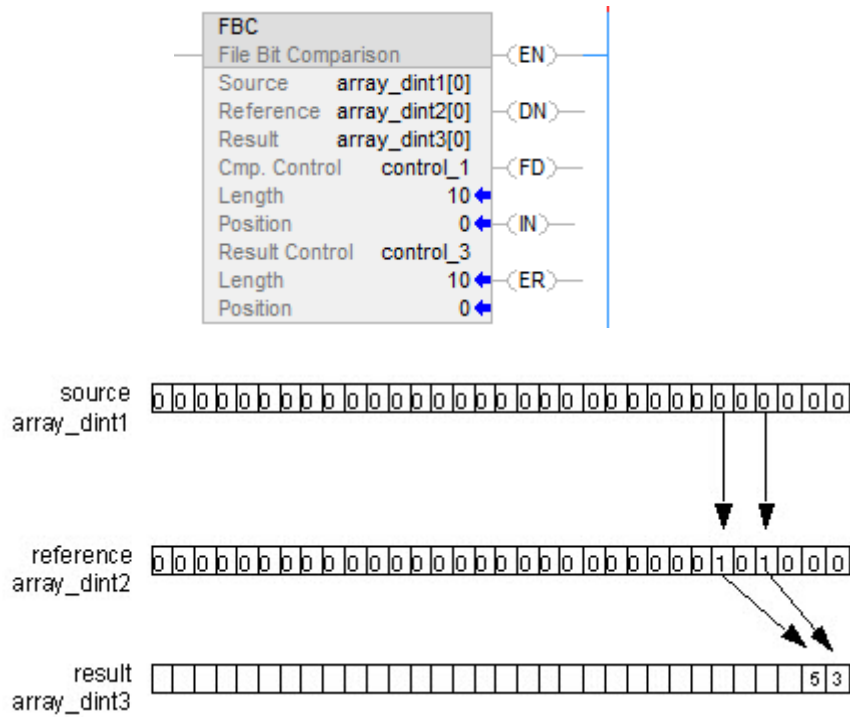 FBC
File Bit Comparison
EN
Source array_dint1[0]
Reference array_dint2[0]
DN
Result array_dint3[0]
Cmp. Control control_1
FD
Length 10
Position 0
IN
Result Control control_3
Length 10
ER
Position 0
source
array_dint1
0 0 0 0 0 0 0 0 0 0 0 0 0 0 0 0 0 0 0 0 0 0 0 0 0 0 0 0 0 0 0 0
reference
array_dint2
0 0 0 0 0 0 0 0 0 0 0 0 0 0 0 0 0 0 0 0 0 0 0 0 0 0 1 0 1 0 0 0
result
array_dint3
5 3